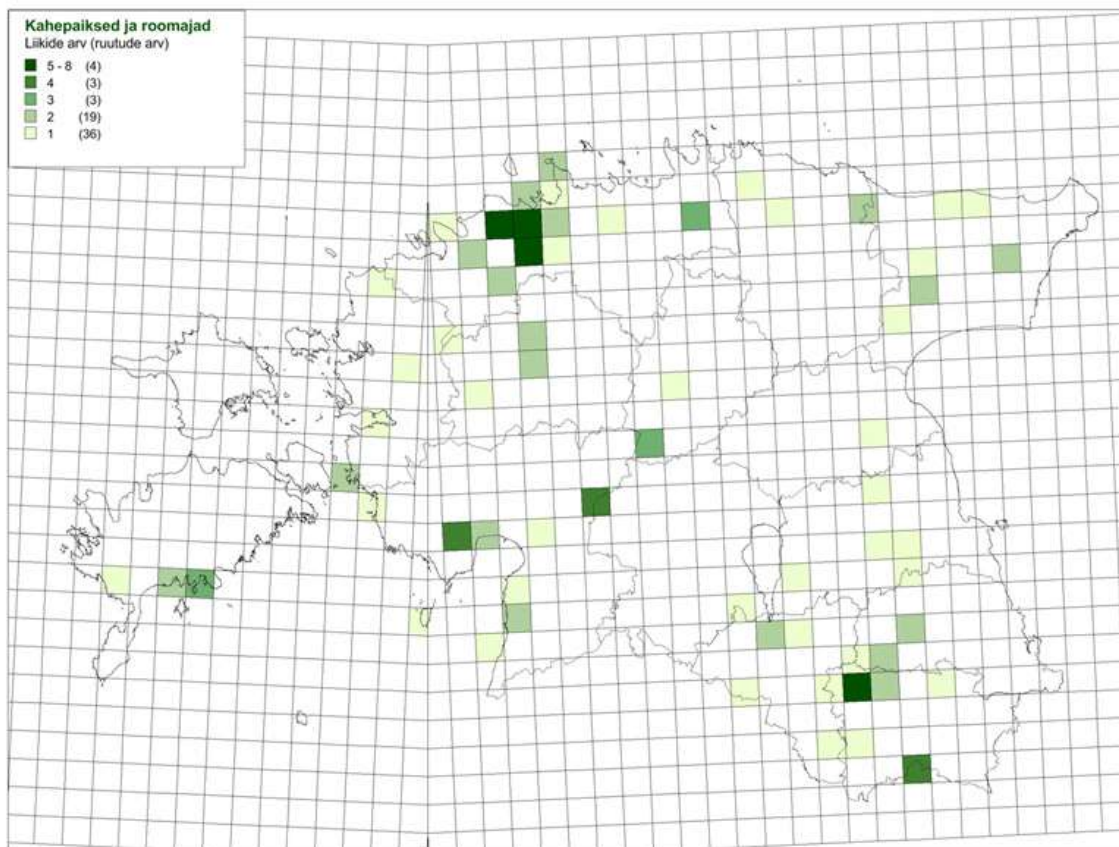 Kahepaiksed ja roomajad
Liikide arv (ruutude arv)
5 - 8 (4)
4 (3)
3 (3)
2 (19)
1 (36)